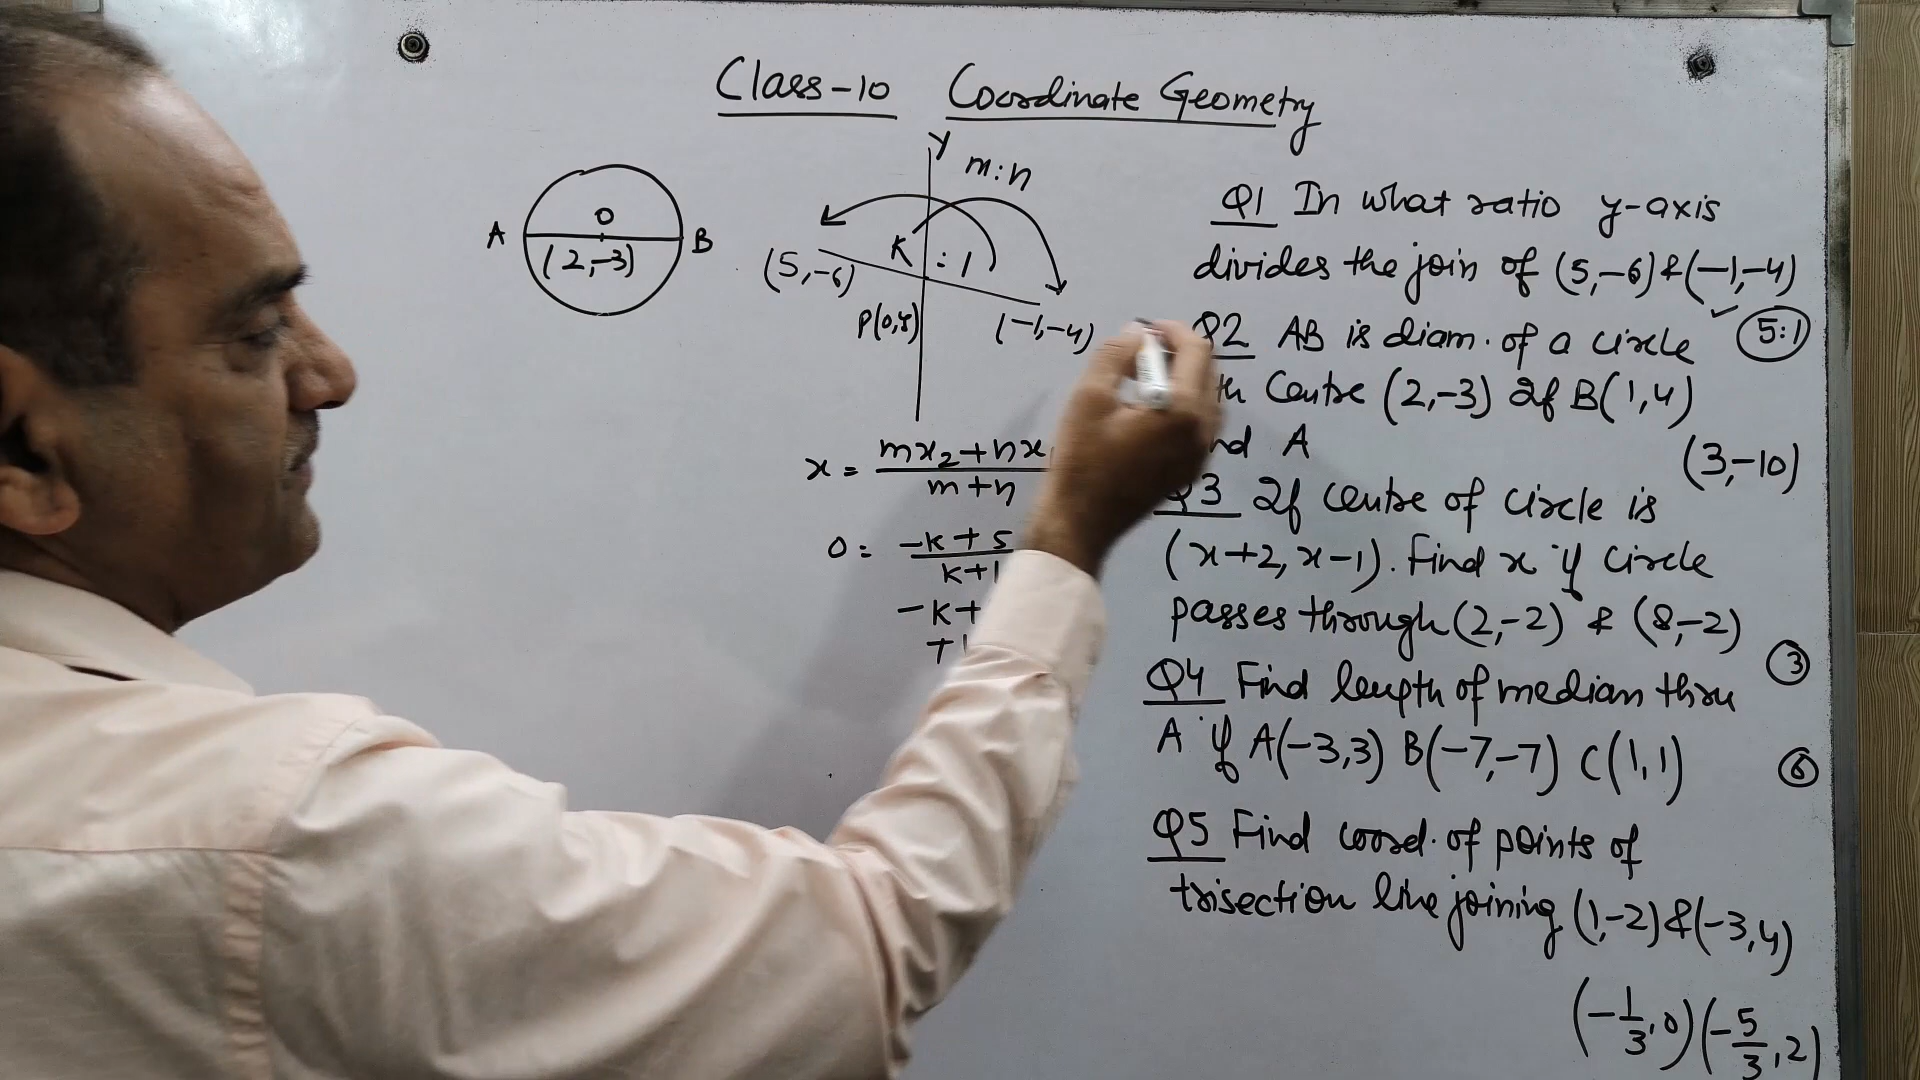 Class-10 Coordinate Geometry
A O B
(2,-3)
y
m:n
K : 1
(5,-6)
P(0,y)
(-1,-4)
x = mx₂+nx₁/m+n
0 = -k+5/k+1
-k+
+
Q1 In what ratio y-axis
divides the join of (5,-6) & (-1,-4)
5:1
Q2 AB is diam. of a circle
Centre (2,-3) If B(1,4)
A
(3,-10)
Q3 If centre of circle is
(x+2, x-1). Find x if circle
passes through (2,-2) & (8,-2)
3
Q4 Find length of median thru
A if A(-3,3) B(-7,-7) C(1,1)
6
Q5 Find coord. of points of
trisection line joining (1,-2) & (-3,4)
(-1/3,0) (-5/3,2)